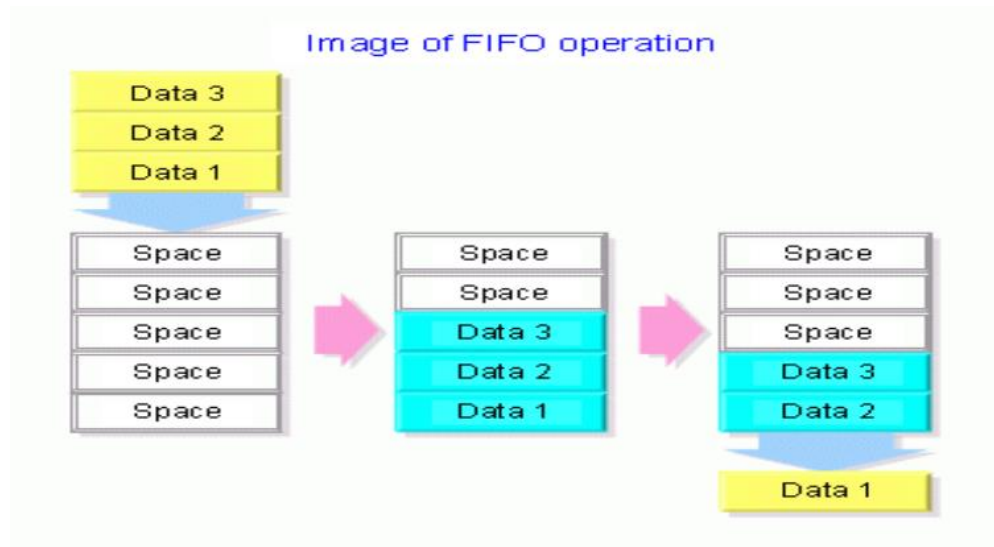 Image of FIFO operation
Data 3
Data 2
Data 1
Space
Space
Space
Space
Space
Space
Space
Data 3
Data 2
Data 1
Space
Space
Space
Data 3
Data 2
Data 1